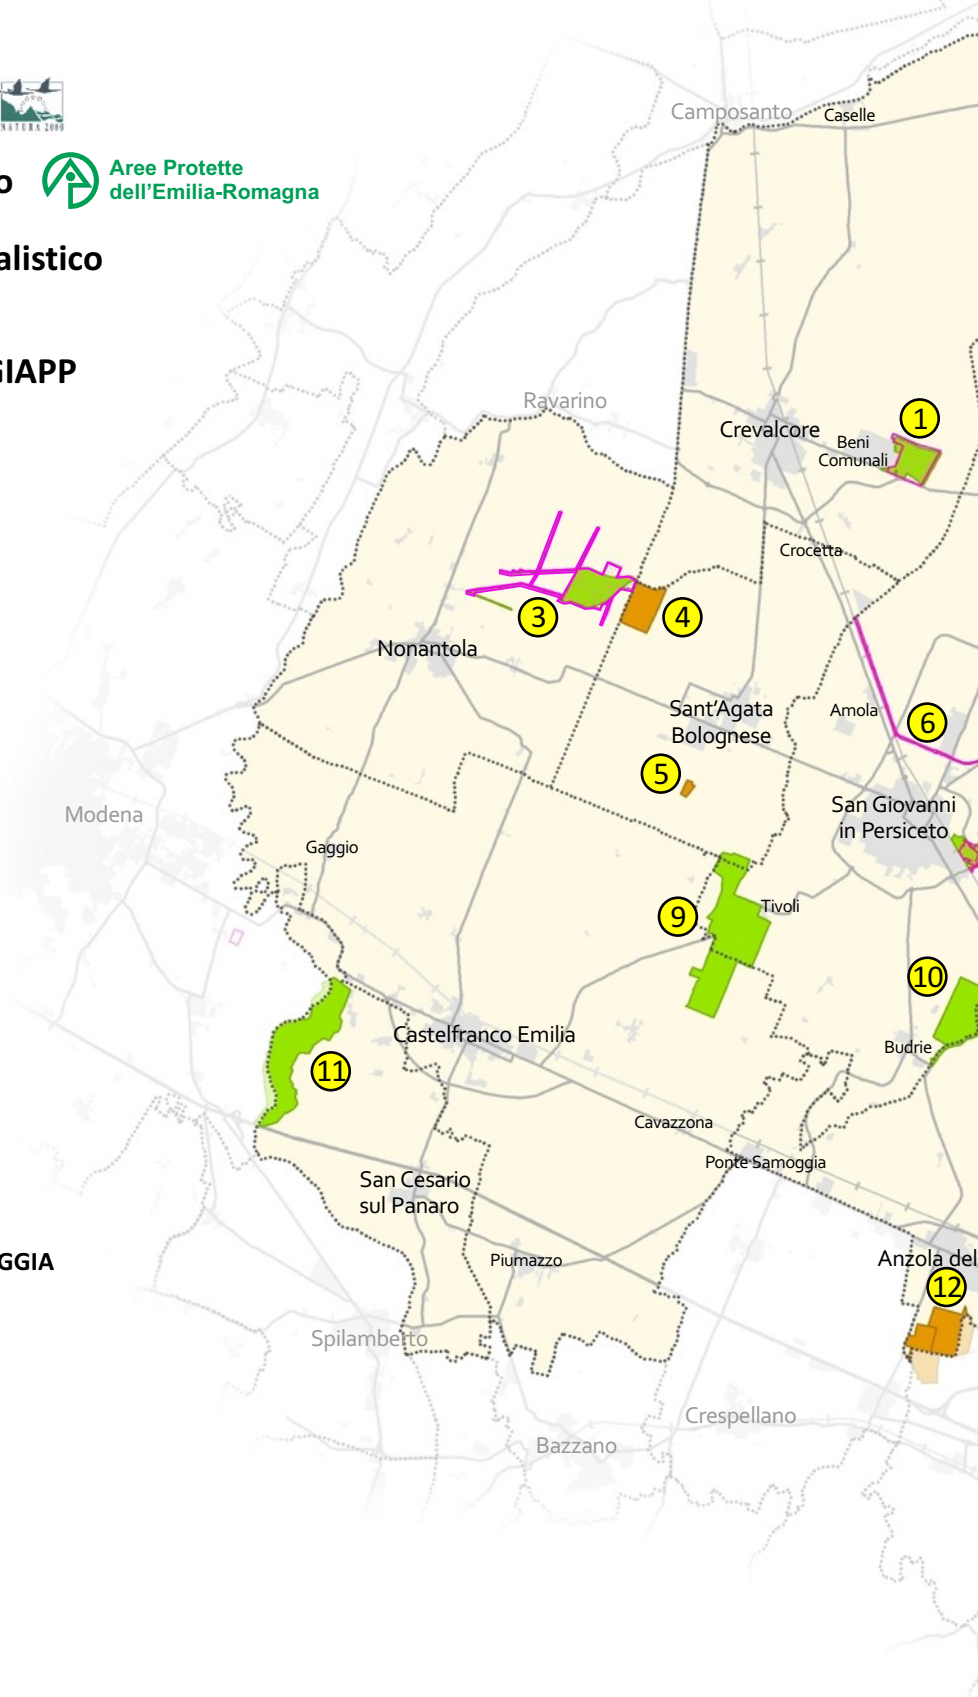 NATURA 2000
o
Aree Protette
dell'Emilia-Romagna
alistico
GIAPP
Camposanto
Caselle
Ravarino
Crevalcore
1
Beni
Comunali
Crocetta
3
4
Nonantola
Sant'Agata
Bolognese
Amola
6
5
San Giovanni
in Persiceto
Modena
Gaggio
9
Tivoli
10
Castelfranco Emilia
Budrie
11
Cavazzona
Ponte Samoggia
San Cesario
sul Panaro
GGIA
Piumazzo
Anzola del
12
Spilamberto
Crespellano
Bazzano